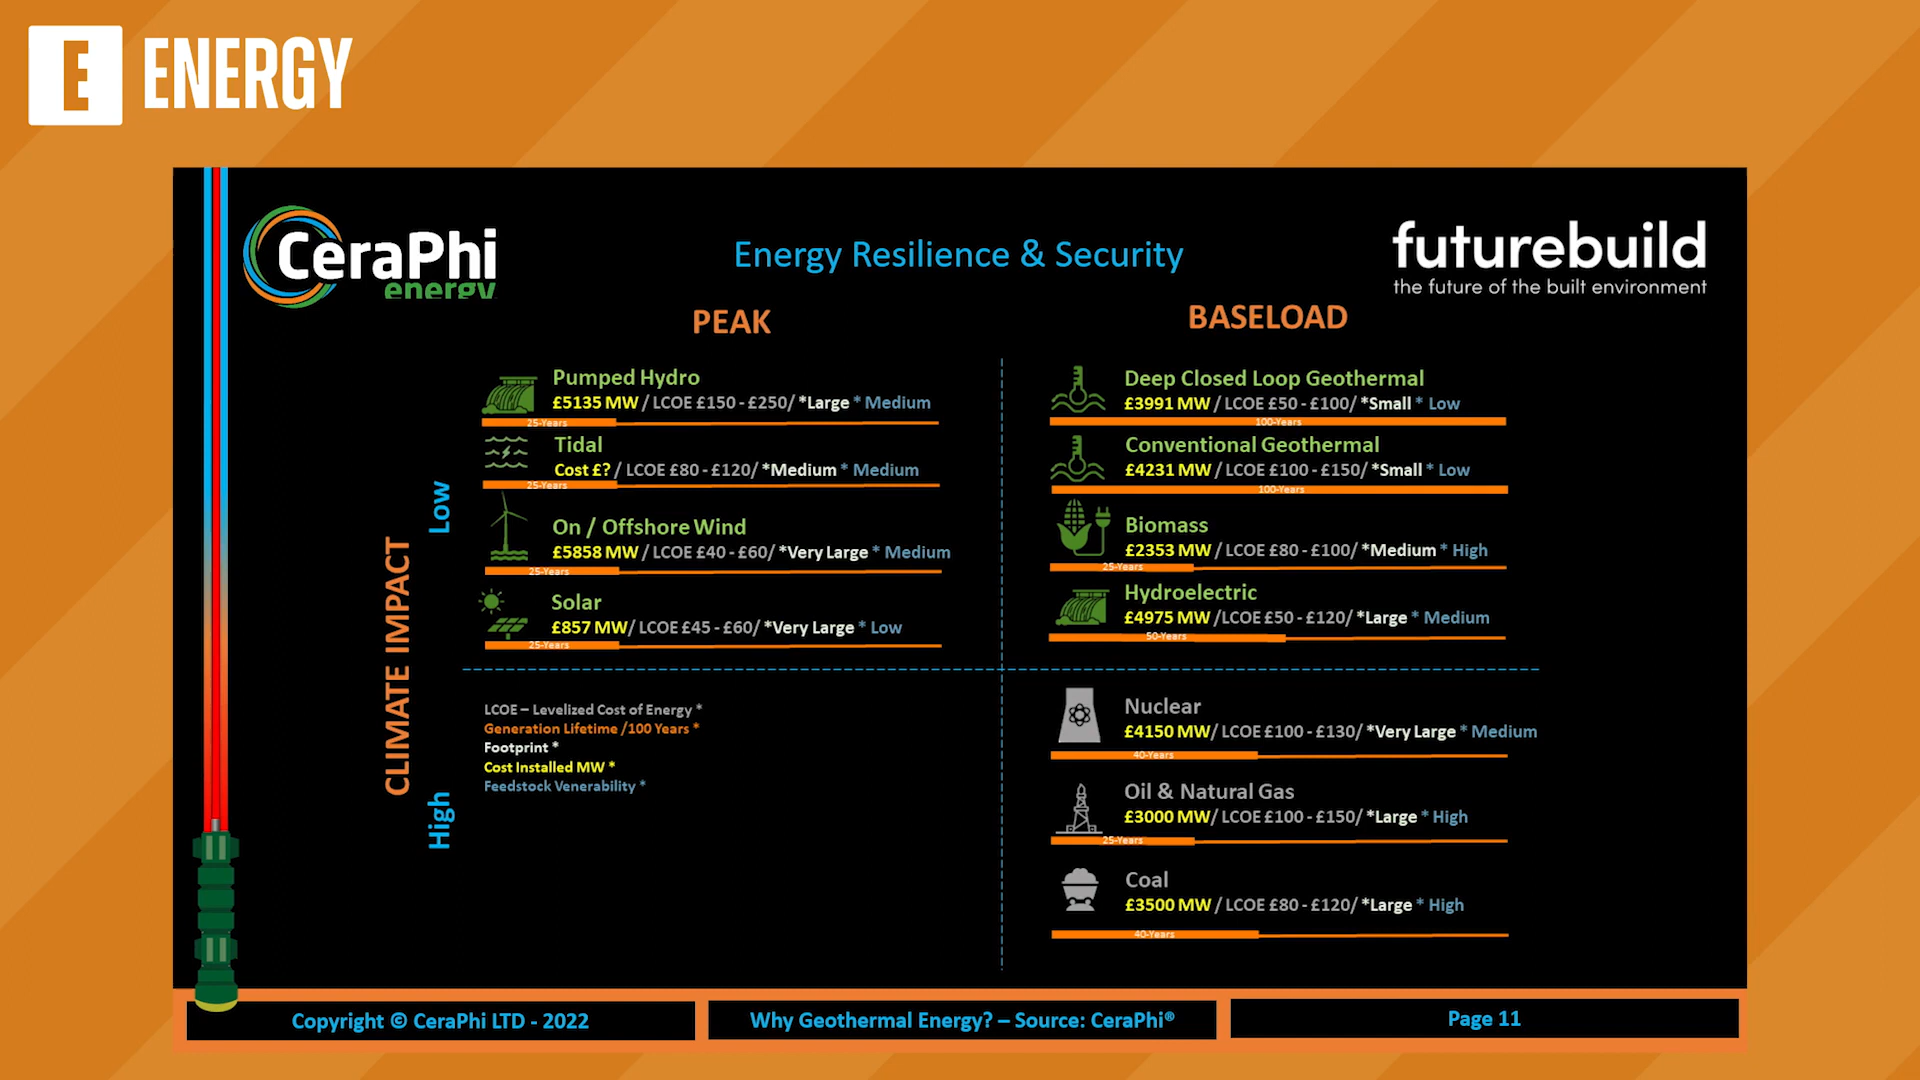 E ENERGY
CeraPhi
energy
Energy Resilience & Security
futurebuild
the future of the built environment
PEAK
BASELOAD
CLIMATE IMPACT
Low
High
Pumped Hydro
£5135 MW / LCOE £150 - £250/ *Large * Medium
25-Years
Tidal
Cost £? / LCOE £80 - £120/ *Medium * Medium
25-Years
On / Offshore Wind
£5858 MW / LCOE £40 - £60/ *Very Large * Medium
25-Years
Solar
£857 MW/ LCOE £45 - £60/ *Very Large * Low
25-Years
LCOE – Levelized Cost of Energy *
Generation Lifetime /100 Years *
Footprint *
Cost Installed MW *
Feedstock Venerability *
Deep Closed Loop Geothermal
£3991 MW / LCOE £50 - £100/ *Small * Low
100-Years
Conventional Geothermal
£4231 MW / LCOE £100 - £150/ *Small * Low
100-Years
Biomass
£2353 MW / LCOE £80 - £100/ *Medium * High
25-Years
Hydroelectric
£4975 MW /LCOE £50 - £120/ *Large * Medium
50-Years
Nuclear
£4150 MW/ LCOE £100 - £130/ *Very Large * Medium
40-Years
Oil & Natural Gas
£3000 MW/ LCOE £100 - £150/ *Large * High
25-Years
Coal
£3500 MW / LCOE £80 - £120/ *Large * High
40-Years
Copyright © CeraPhi LTD - 2022
Why Geothermal Energy? – Source: CeraPhi®
Page 11